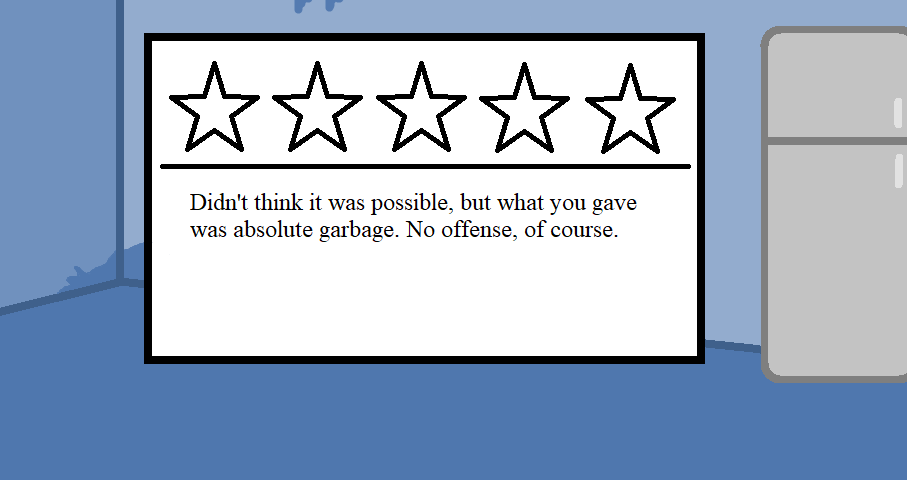 Didn't think it was possible, but what you gave
was absolute garbage. No offense, of course.